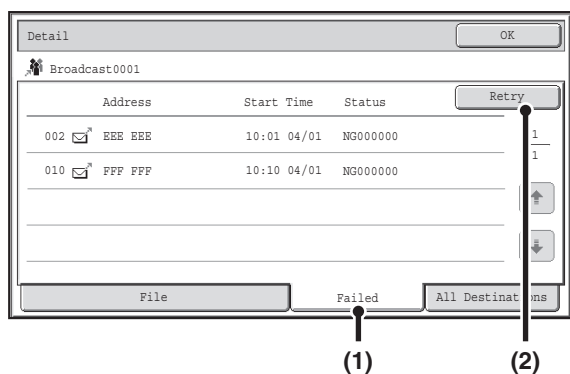 Detail OK
Broadcast0001
Address Start Time Status Retry
002 EEE EEE 10:01 04/01 NG000000 1
1
010 FFF FFF 10:10 04/01 NG000000
File Failed All Destinations
(1) (2)